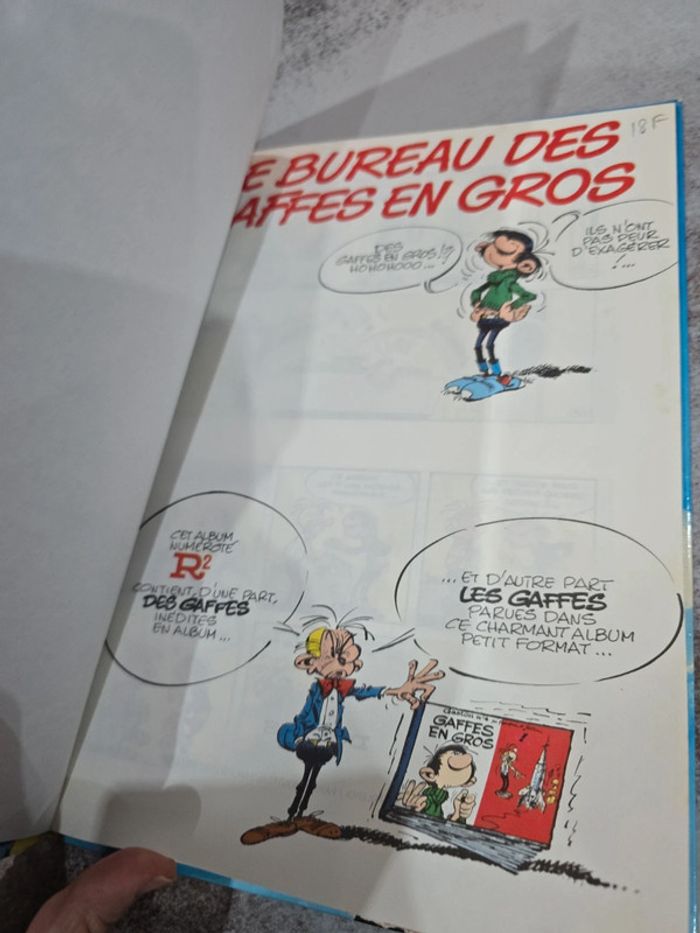 E BUREAU DES
AFFES EN GROS
18F
DES
GAFFES EN GROS!?
HOHOHOOO...
ILS N'ONT
PAS PEUR
D'EXAGÉRER
!...
CET ALBUM
NUMÉROTÉ
R2
CONTIENT, D'UNE PART,
DES GAFFES
INÉDITES
EN ALBUM...
... ET D'AUTRE PART
LES GAFFES
PARUES DANS
CE CHARMANT ALBUM
PETIT FORMAT...
GAFFES
EN GROS